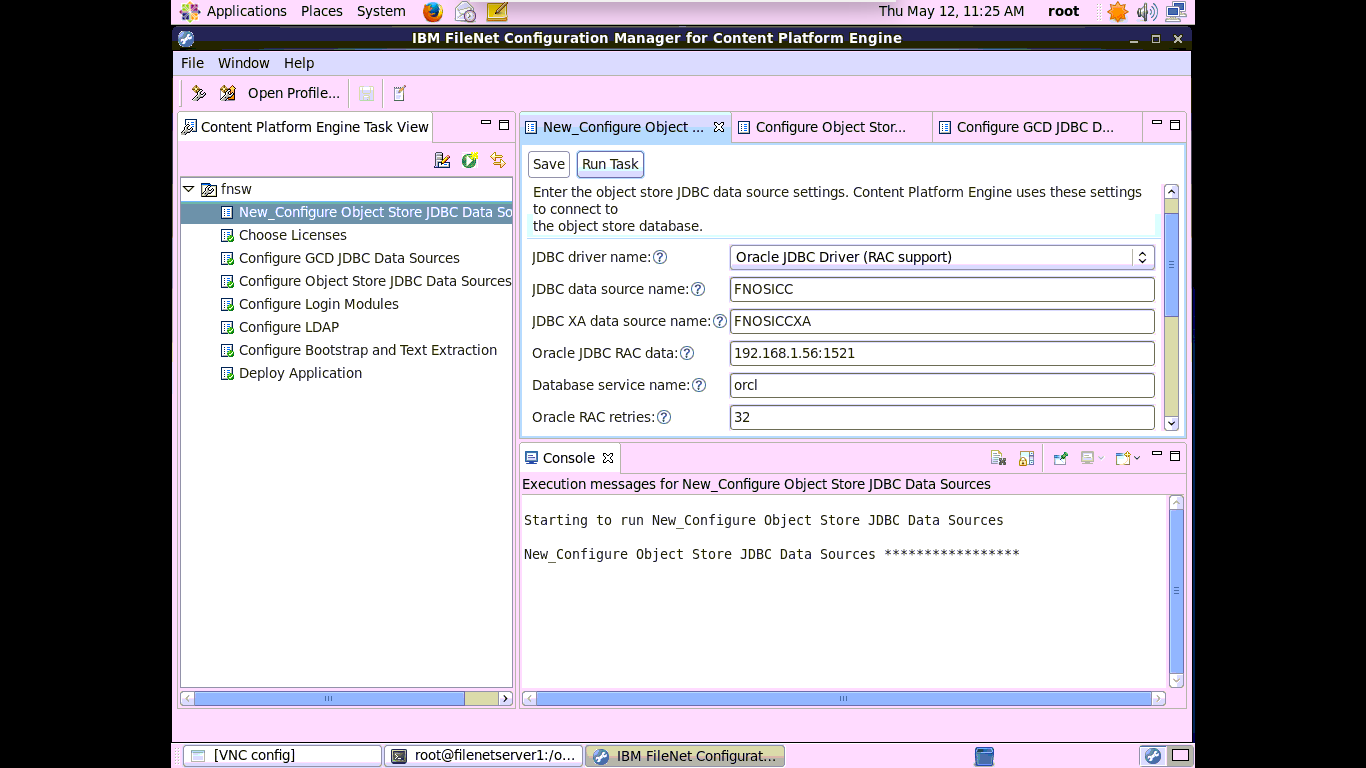 Applications Places System Thu May 12, 11:25 AM root
IBM FileNet Configuration Manager for Content Platform Engine
File Window Help
Open Profile...
Content Platform Engine Task View
fnsw
New_Configure Object Store JDBC Data So
Choose Licenses
Configure GCD JDBC Data Sources
Configure Object Store JDBC Data Sources
Configure Login Modules
Configure LDAP
Configure Bootstrap and Text Extraction
Deploy Application
New_Configure Object ... Configure Object Stor... Configure GCD JDBC D...
Save Run Task
Enter the object store JDBC data source settings. Content Platform Engine uses these settings
to connect to
the object store database.
JDBC driver name: Oracle JDBC Driver (RAC support)
JDBC data source name: FNOSICC
JDBC XA data source name: FNOSICCXA
Oracle JDBC RAC data: 192.168.1.56:1521
Database service name: orcl
Oracle RAC retries: 32
Console
Execution messages for New_Configure Object Store JDBC Data Sources
Starting to run New_Configure Object Store JDBC Data Sources
New_Configure Object Store JDBC Data Sources *****************
[VNC config] root@filenetserver1:/o... IBM FileNet Configurat...